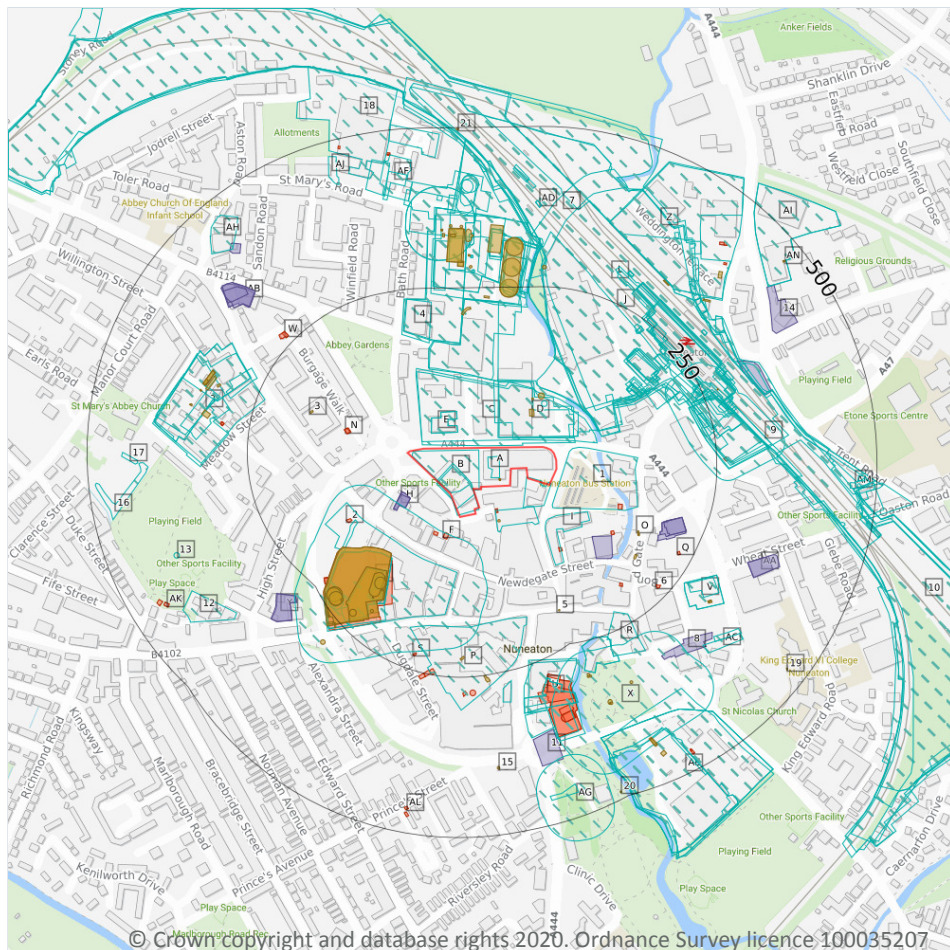 Stoney Road
A444
Anker Fields
Shanklin Drive
Eastfield Road
Westfield Close
Southfield Close
Jodrell Street
Aston Road
Allotments
18
21
AJ
AF
St Mary's Road
Toler Road
Abbey Church Of England
Infant School
AH
Sandon Road
Winfield Road
Beth Road
AD
7
Z
Weddington Terrace
AI
AN
500
Religious Grounds
Willington Street
B4114
AB
J
14
4
W
Abbey Gardens
250
A47
Manor Court Road
Earls Road
Burgage Walk
3
N
Playing Field
Etone Sports Centre
St Mary's Abbey Church
Meadow Street
E
C
D
9
A444
17
Other Sports Facility
B
A
1
Nuneaton Bus Station
A444
Trent Road
Oaston Road
16
Clarence Street
Duke Street
Playing Field
2
H
F
I
O
Q
Other Sports Facility
13
Other Sports Facility
High Street
Newdegate Street
Wheat Street
AA
Glebe Road
10
Fife Street
Play Space
AK
12
5
6
V
B4102
R
8
AC
S
P
Nuneaton
King Edward VI College
Nuneaton
19
Dugdale Street
Alexandra Street
X
St Nicolas Church
King Edward Road
Richmond Road
Kingsway
Marlborough Road
Bracebridge Street
Norman Avenue
Edward Street
11
15
20
AG
Princes Street
AL
Other Sports Facility
Playing Field
Caernarfon Drive
Prince's Avenue
Riversley Road
Kenilworth Drive
Clinic Drive
Play Space
Play Space
A444
Marlborough Road Rec
© Crown copyright and database rights 2020. Ordnance Survey licence 100035207